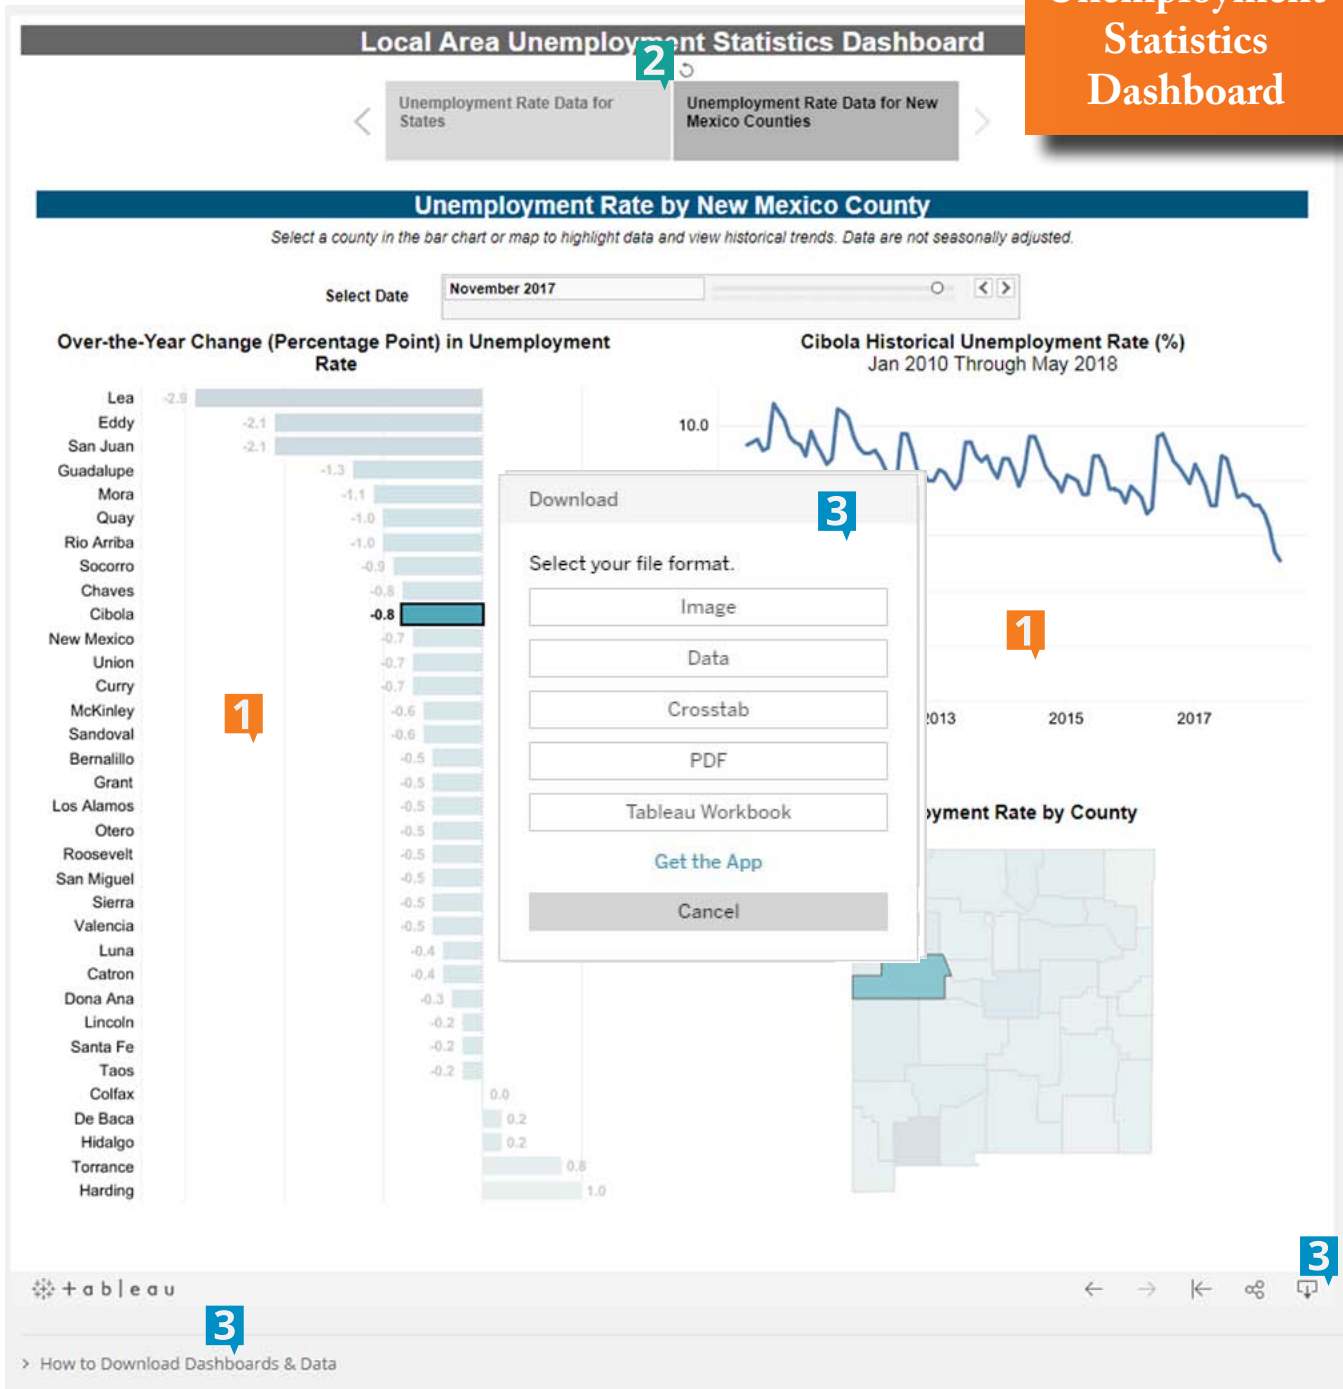 Unemployment
Statistics
Dashboard
Local Area Unemployment Statistics Dashboard
2
Unemployment Rate Data for
States
Unemployment Rate Data for New
Mexico Counties
Unemployment Rate by New Mexico County
Select a county in the bar chart or map to highlight data and view historical trends. Data are not seasonally adjusted.
Select Date
November 2017
Over-the-Year Change (Percentage Point) in Unemployment
Rate
Lea -2.9
Eddy -2.1
San Juan -2.1
Guadalupe -1.3
Mora -1.1
Quay -1.0
Rio Arriba -1.0
Socorro -0.9
Chaves -0.8
Cibola -0.8
New Mexico -0.7
Union -0.7
Curry -0.7
McKinley -0.6
Sandoval -0.6
Bernalillo -0.5
Grant -0.5
Los Alamos -0.5
Otero -0.5
Roosevelt -0.5
San Miguel -0.5
Sierra -0.5
Valencia -0.5
Luna -0.4
Catron -0.4
Dona Ana -0.3
Lincoln -0.2
Santa Fe -0.2
Taos -0.2
Colfax 0.0
De Baca 0.2
Hidalgo 0.2
Torrance 0.8
Harding 1.0
1
Cibola Historical Unemployment Rate (%)
Jan 2010 Through May 2018
10.0
1
2013 2015 2017
Download
3
Select your file format.
Image
Data
Crosstab
PDF
Tableau Workbook
Get the App
Cancel
Rate by County
3
+ableau
3
> How to Download Dashboards & Data